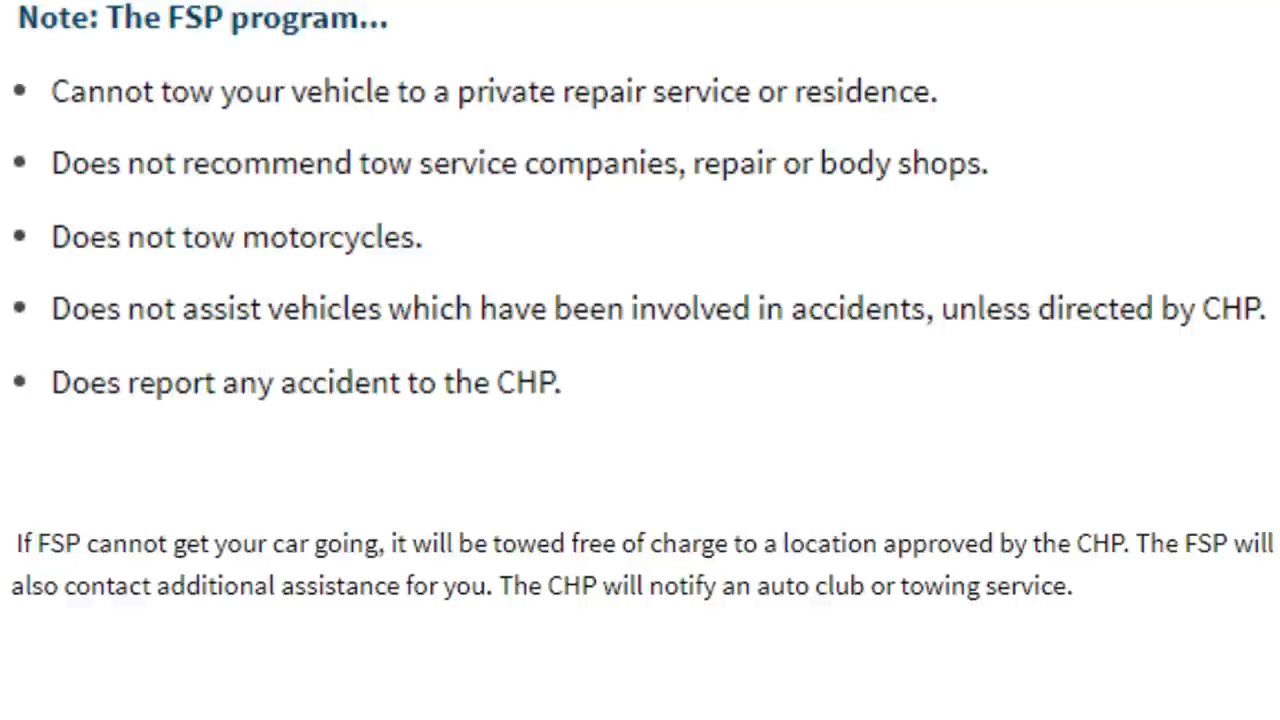 Note: The FSP program...
• Cannot tow your vehicle to a private repair service or residence.
• Does not recommend tow service companies, repair or body shops.
• Does not tow motorcycles.
• Does not assist vehicles which have been involved in accidents, unless directed by CHP.
• Does report any accident to the CHP.
If FSP cannot get your car going, it will be towed free of charge to a location approved by the CHP. The FSP will
also contact additional assistance for you. The CHP will notify an auto club or towing service.